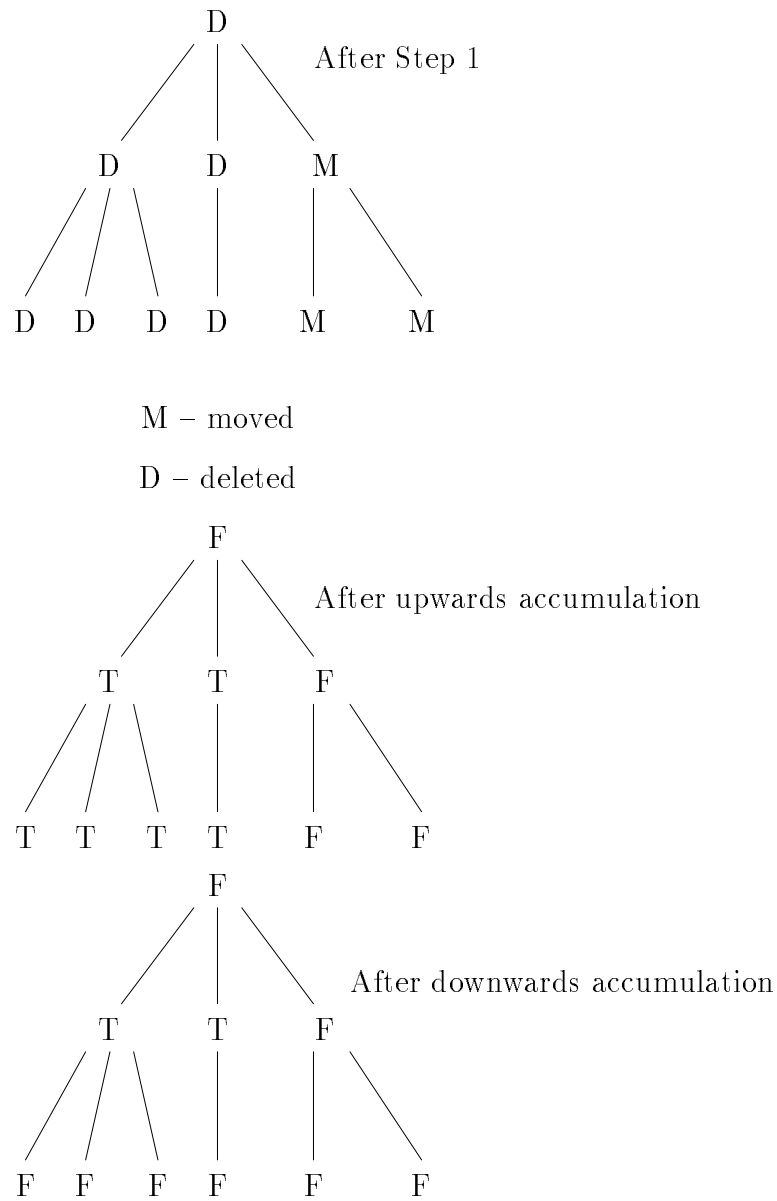 D
After Step 1
D D M
D D D D M M
M – moved
D – deleted
F
After upwards accumulation
T T F
T T T T F F
F
After downwards accumulation
T T F
F F F F F F